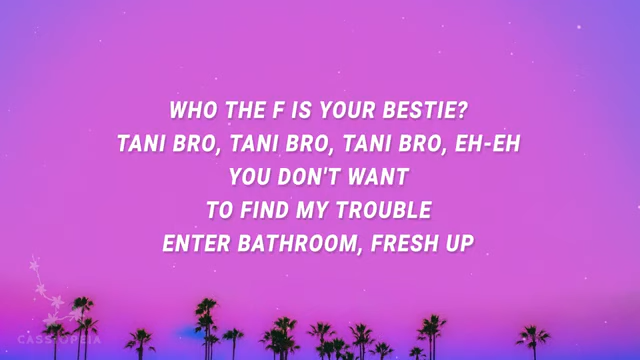 WHO THE F IS YOUR BESTIE?
TANI BRO, TANI BRO, TANI BRO, EH-EH
YOU DON'T WANT
TO FIND MY TROUBLE
ENTER BATHROOM, FRESH UP
CASSIOPEIA